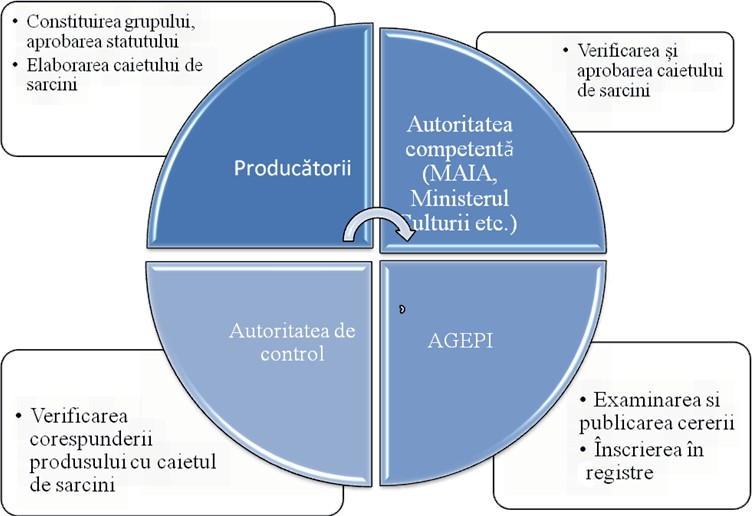 • Constituirea grupului,
aprobarea statutului
• Elaborarea caietului de
sarcini
• Verificarea și
aprobarea caietului
de sarcini
Producătorii
Autoritatea
competentă
(MAIA,
Ministerul
Culturii etc.)
Autoritatea de
control
AGEPI
• Verificarea
corespunderii
produsului cu caietul
de sarcini
• Examinarea si
publicarea cererii
• Înscrierea în
registre